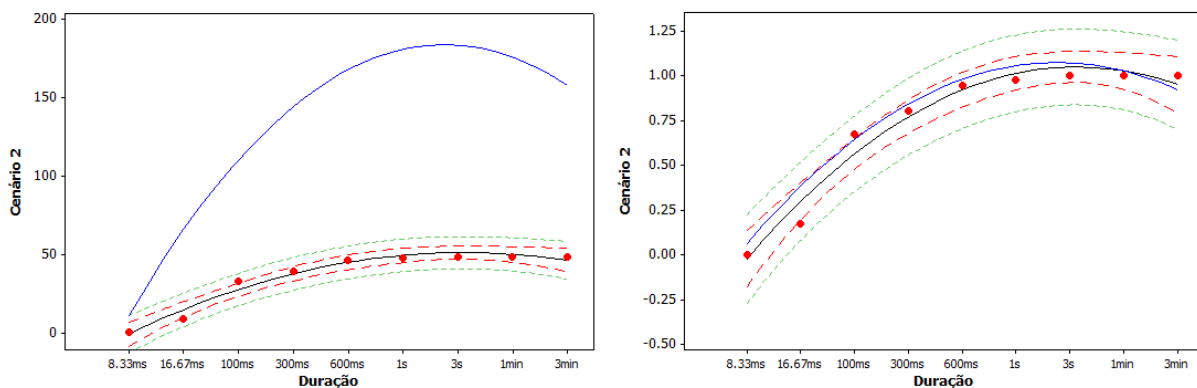 200
150
100
50
0
Cenário 2
8.33ms 16.67ms 100ms 300ms 600ms 1s 3s 1min 3min
Duração
1.25
1.00
0.75
0.50
0.25
0.00
-0.25
-0.50
Cenário 2
8.33ms 16.67ms 100ms 300ms 600ms 1s 3s 1min 3min
Duração